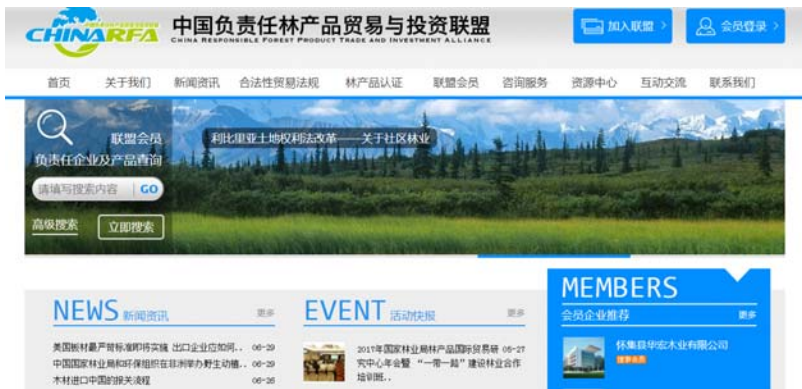 CHINARFA
中国负责任林产品贸易与投资联盟
CHINA RESPONSIBLE FOREST PRODUCT TRADE AND INVESTMENT ALLIANCE
加入联盟 >
会员登录 >
首页 关于我们 新闻资讯 合法性贸易法规 林产品认证 联盟会员 咨询服务 资源中心 互动交流 联系我们
联盟会员
负责任企业及产品查询
请填写搜索内容 | GO
高级搜索 立即搜索
利比里亚土地权利法改革——关于社区林业
NEWS 新闻资讯 更多
美国板材最严苛标准即将实施 出口企业应如何.. 06-29
中国国家林业局和环保组织在非洲举办野生动植.. 06-29
木材进口中国的报关流程 06-26
EVENT 活动快报 更多
2017年国家林业局林产品国际贸易研 05-27
究中心年会暨 “一带一路”建设林业合作
培训班..
MEMBERS
会员企业推荐 更多
怀集县华宏木业有限公司